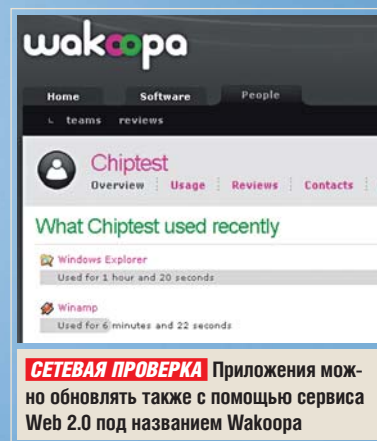 wakoopa
Home Software People
teams reviews
Chiptest
Overview Usage Reviews Contacts
What Chiptest used recently
Windows Explorer
Used for 1 hour and 20 seconds
Winamp
Used for 6 minutes and 22 seconds
СЕТЕВАЯ ПРОВЕРКА Приложения мож-
но обновлять также с помощью сервиса
Web 2.0 под названием Wakoopa